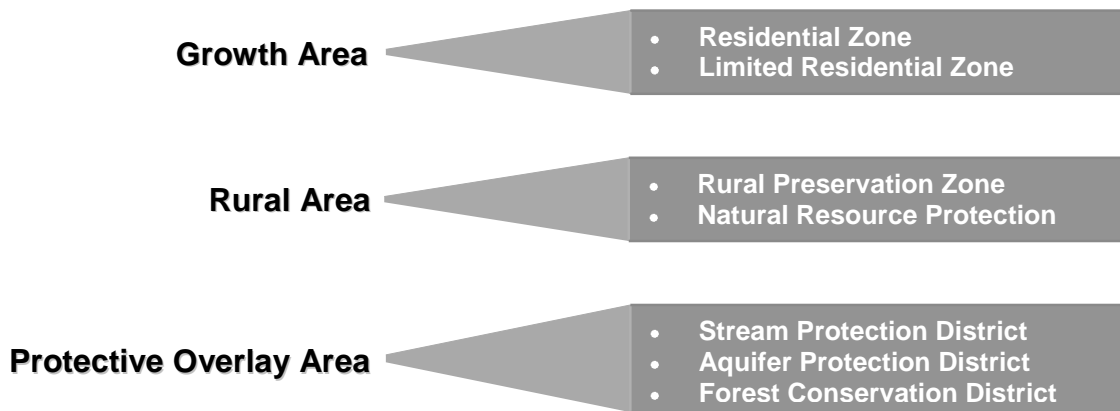 Growth Area
• Residential Zone
• Limited Residential Zone
Rural Area
• Rural Preservation Zone
• Natural Resource Protection
Protective Overlay Area
• Stream Protection District
• Aquifer Protection District
• Forest Conservation District